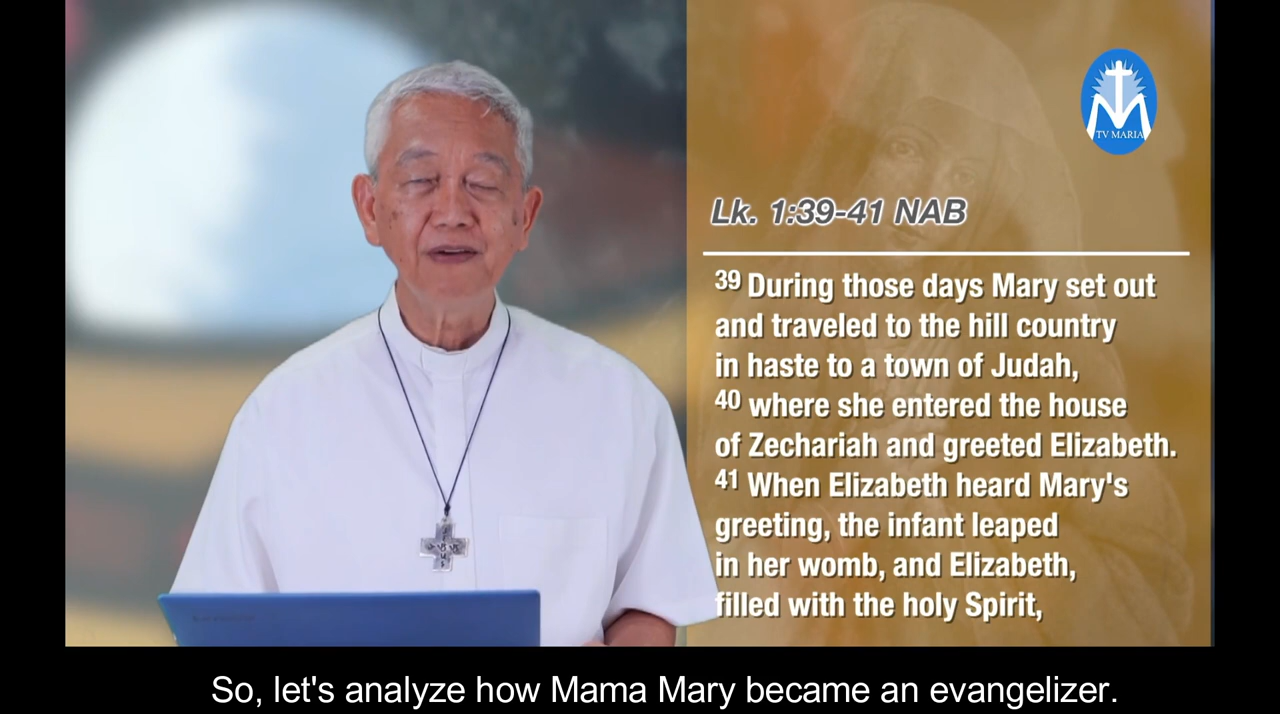 TV MARIA
Lk. 1:39-41 NAB
39 During those days Mary set out
and traveled to the hill country
in haste to a town of Judah,
40 where she entered the house
of Zechariah and greeted Elizabeth.
41 When Elizabeth heard Mary's
greeting, the infant leaped
in her womb, and Elizabeth,
filled with the holy Spirit,
So, let's analyze how Mama Mary became an evangelizer.